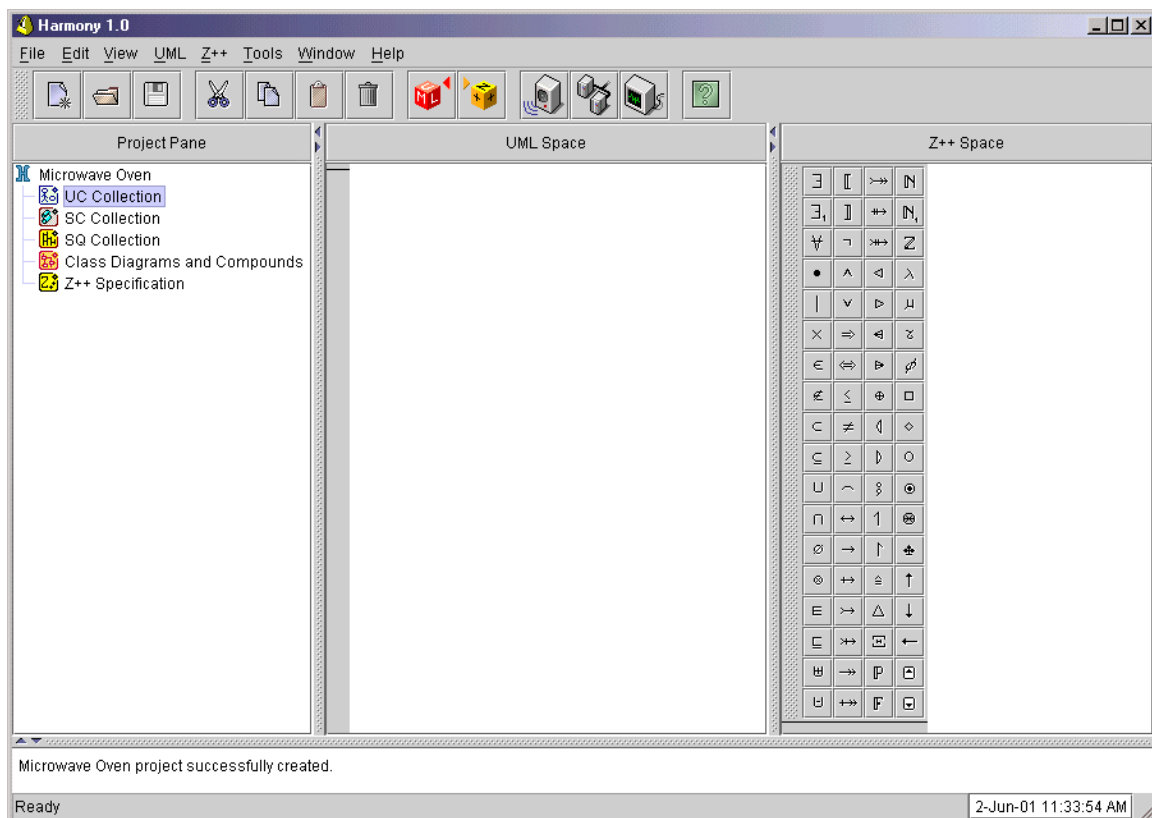 Harmony 1.0
File Edit View UML Z++ Tools Window Help
Project Pane
UML Space
Z++ Space
Microwave Oven
UC Collection
SC Collection
SQ Collection
Class Diagrams and Compounds
Z++ Specification
Microwave Oven project successfully created.
Ready
2-Jun-01 11:33:54 AM